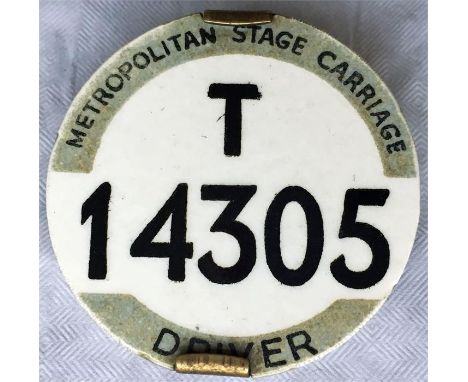 METROPOLITAN STAGE CARRIAGE
T
14305
DRIVER